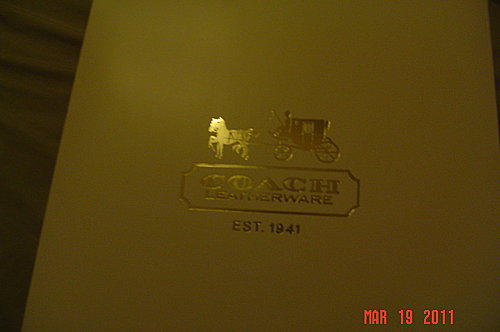 COACH
LEATHERWARE
EST. 1941
MAR 19 2011